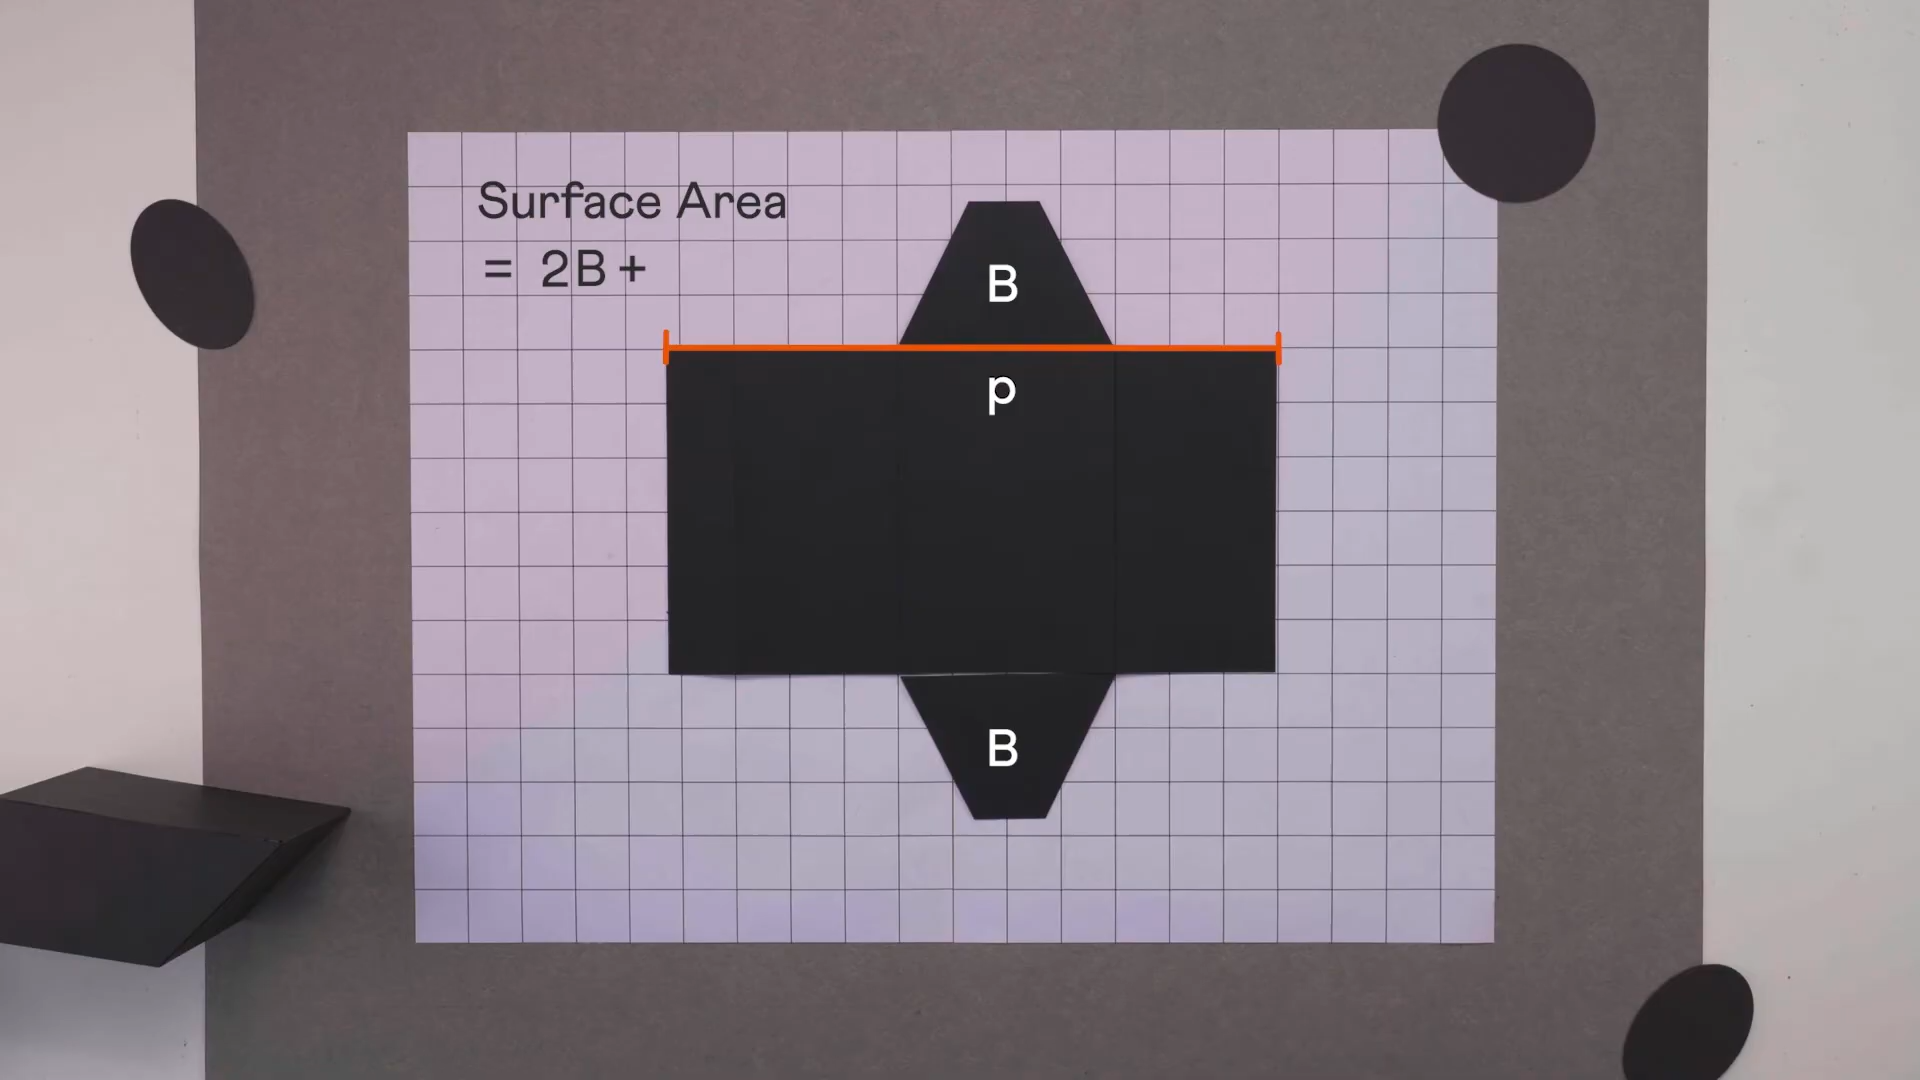 Surface Area
= 2B +
B
p
B